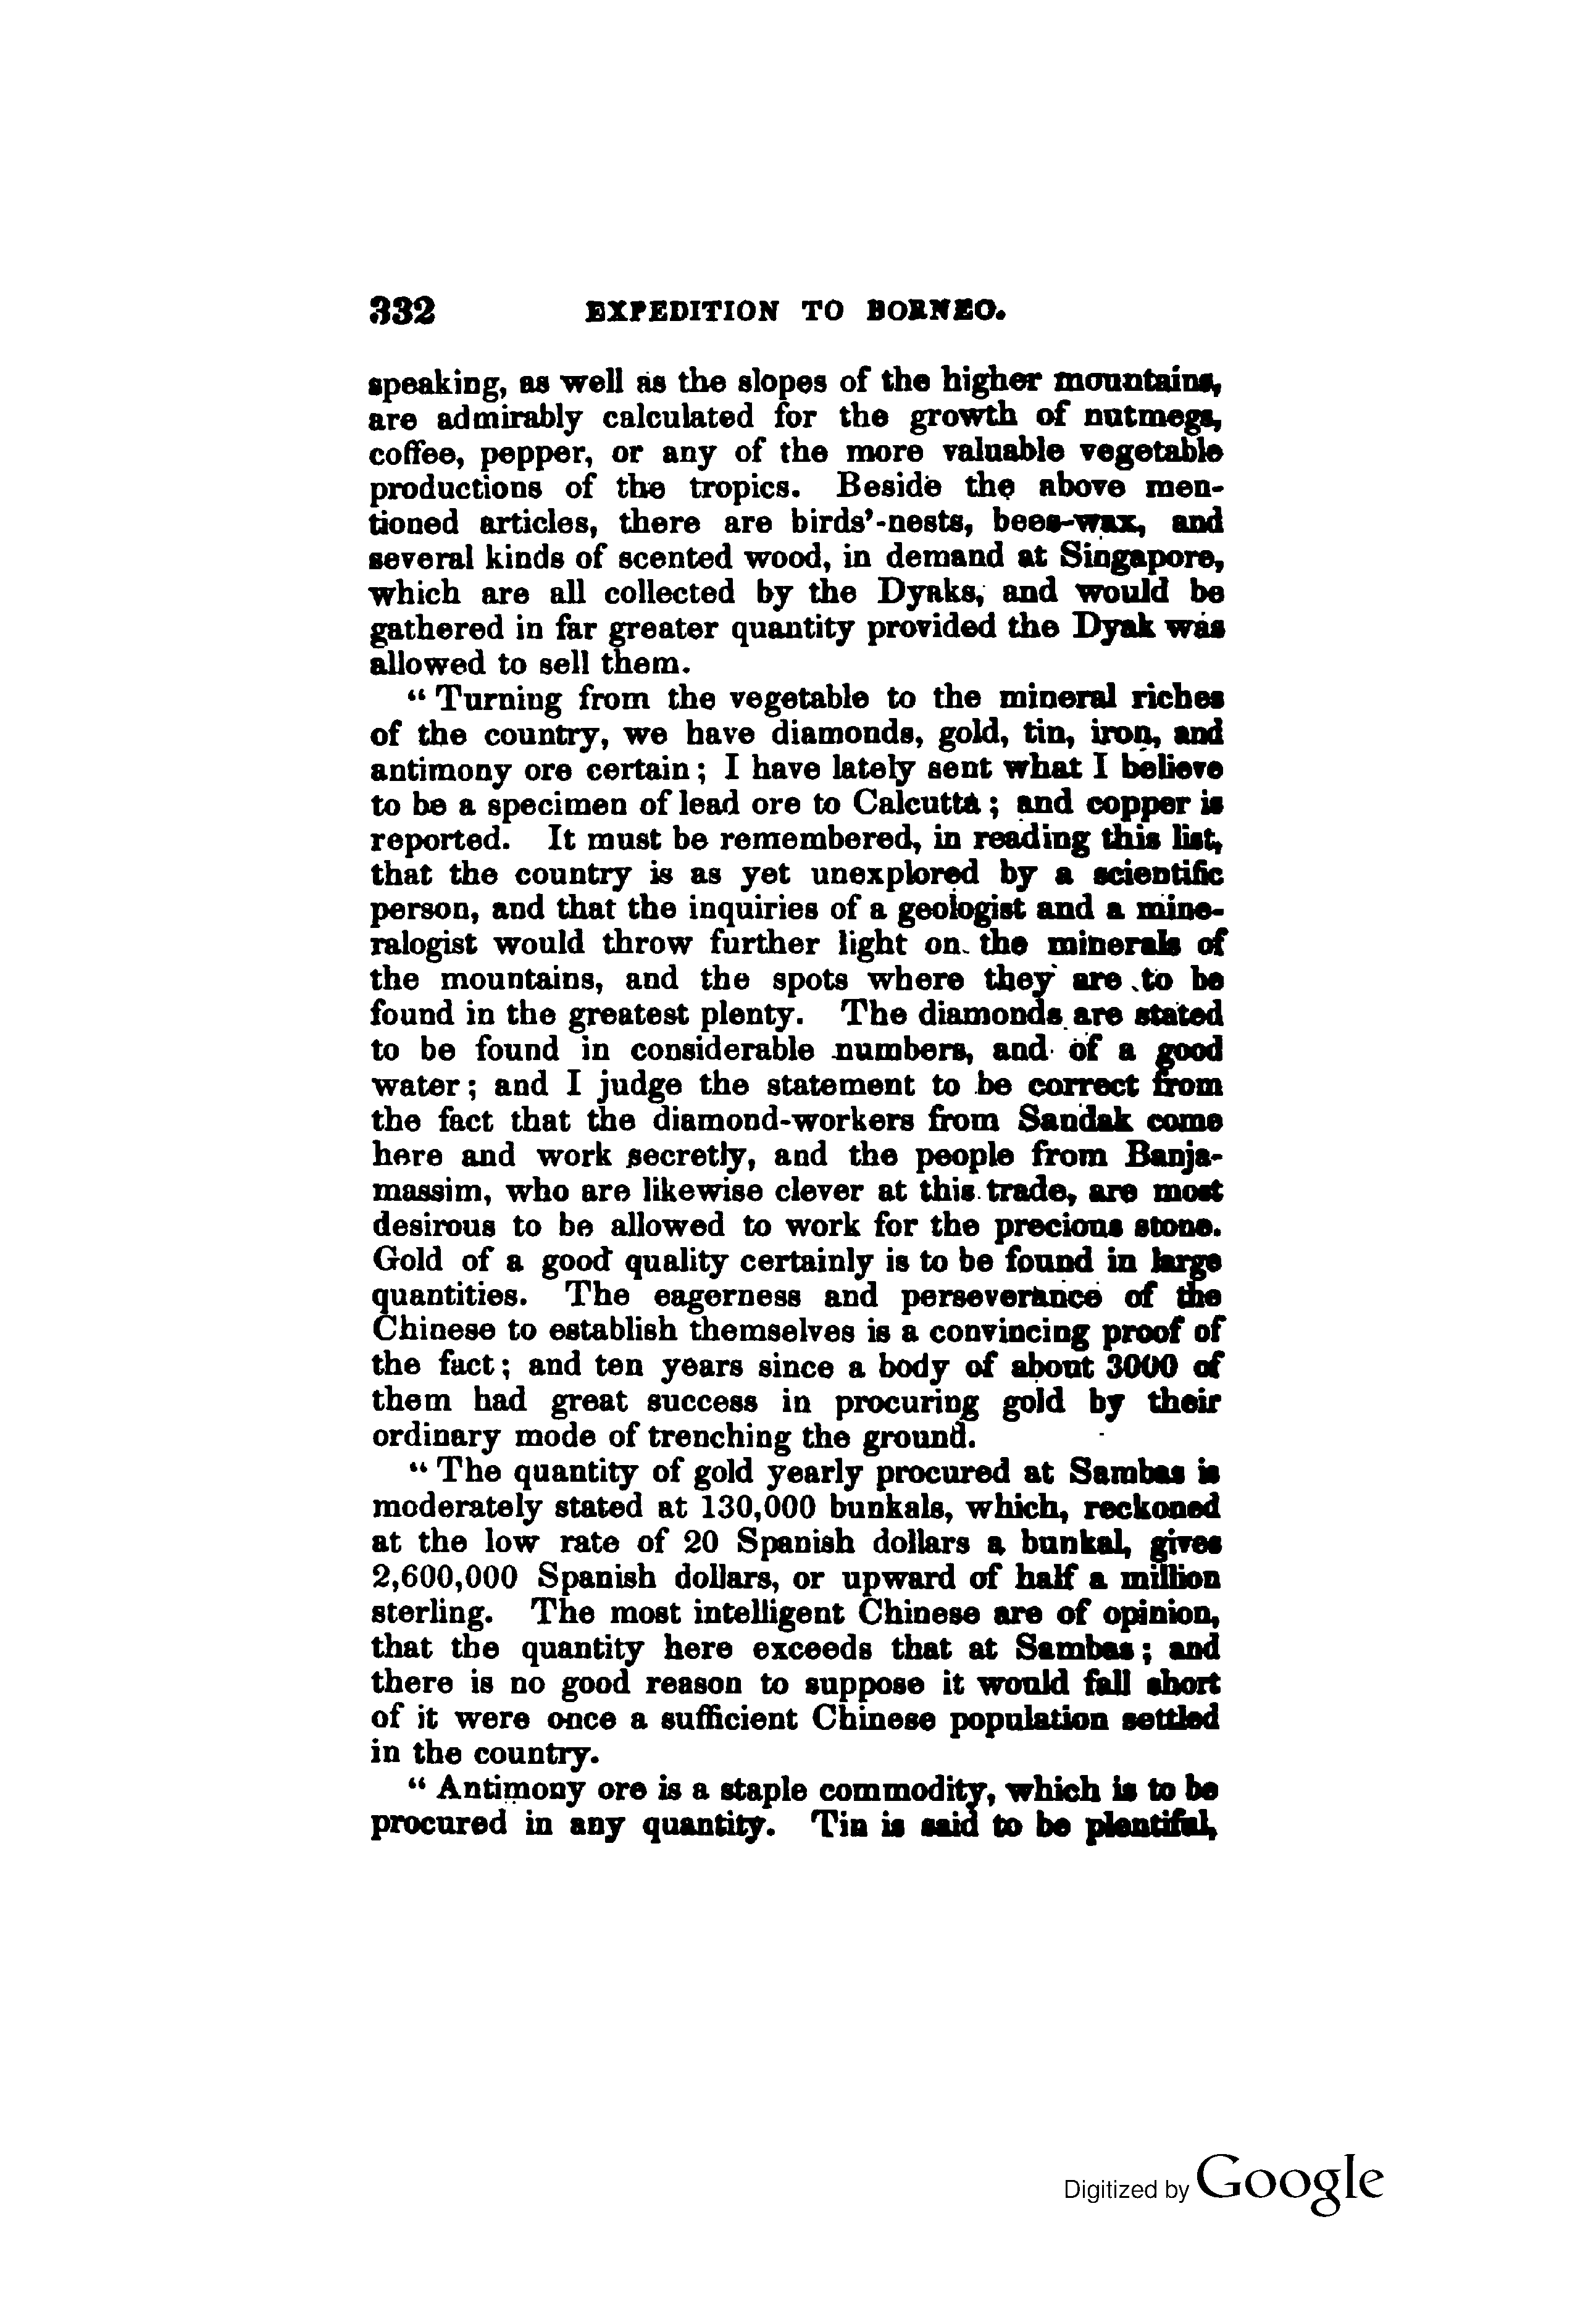 332 EXPEDITION TO BORNEO.
speaking, as well as the slopes of the higher mountains,
are admirably calculated for the growth of nutmegs,
coffee, pepper, or any of the more valuable vegetable
productions of the tropics. Beside the above men-
tioned articles, there are birds'-nests, bees-wax, and
several kinds of scented wood, in demand at Singapore,
which are all collected by the Dyaks, and would be
gathered in far greater quantity provided the Dyak was
allowed to sell them.
“ Turning from the vegetable to the mineral riches
of the country, we have diamonds, gold, tin, iron, and
antimony ore certain; I have lately sent what I believe
to be a specimen of lead ore to Calcutta; and copper is
reported. It must be remembered, in reading this list,
that the country is as yet unexplored by a scientific
person, and that the inquiries of a geologist and a mine-
ralogist would throw further light on the minerals of
the mountains, and the spots where they are to be
found in the greatest plenty. The diamonds are stated
to be found in considerable numbers, and of a good
water; and I judge the statement to be correct from
the fact that the diamond-workers from Sandak come
here and work secretly, and the people from Banja-
massim, who are likewise clever at this trade, are most
desirous to be allowed to work for the precious stone.
Gold of a good quality certainly is to be found in large
quantities. The eagerness and perseverance of the
Chinese to establish themselves is a convincing proof of
the fact; and ten years since a body of about 3000 of
them had great success in procuring gold by their
ordinary mode of trenching the ground.
“ The quantity of gold yearly procured at Sambas is
moderately stated at 130,000 bunkals, which, reckoned
at the low rate of 20 Spanish dollars a bunkal, gives
2,600,000 Spanish dollars, or upward of half a million
sterling. The most intelligent Chinese are of opinion,
that the quantity here exceeds that at Sambas; and
there is no good reason to suppose it would fall short
of it were once a sufficient Chinese population settled
in the country.
“ Antimony ore is a staple commodity, which is to be
procured in any quantity. Tin is said to be plentiful,
Digitized by Google